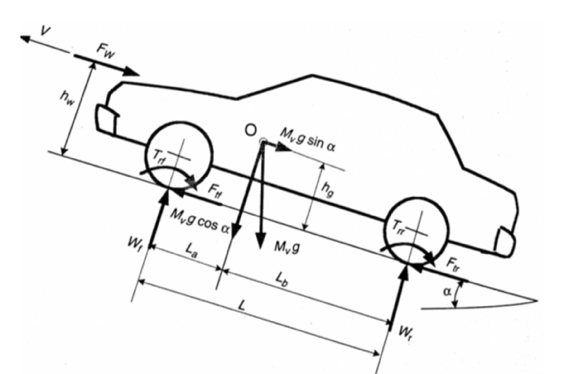 V
F_w
h_w
O
M_v g sin α
T_rf
F_tf
h_g
M_v g cos α
M_v g
T_rr
F_tr
W_f
L_a
L_b
α
L
W_r